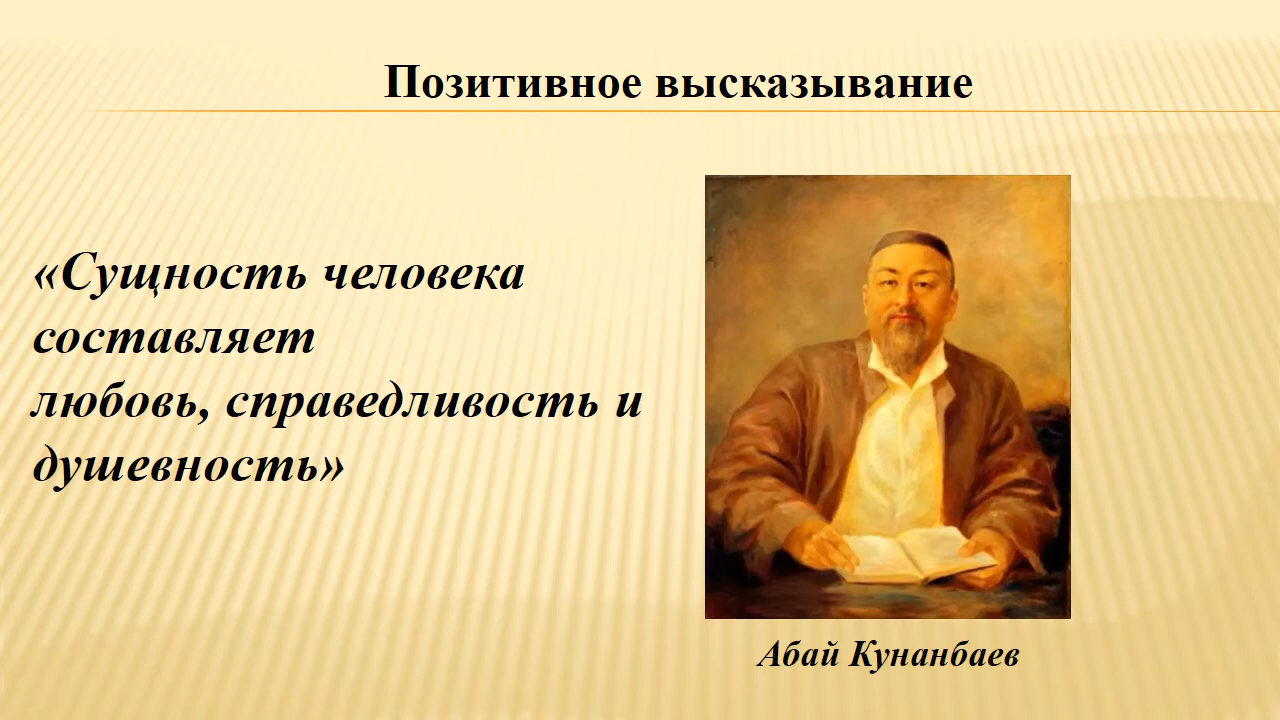 Позитивное высказывание
«Сущность человека
составляет
любовь, справедливость и
душевность»
Абай Кунанбаев